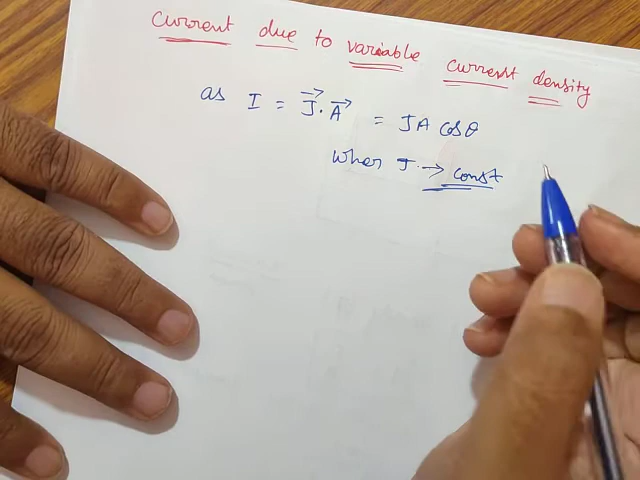 Current due to variable current density
as I = J⃗ . A⃗ = JA cosθ
when J → const